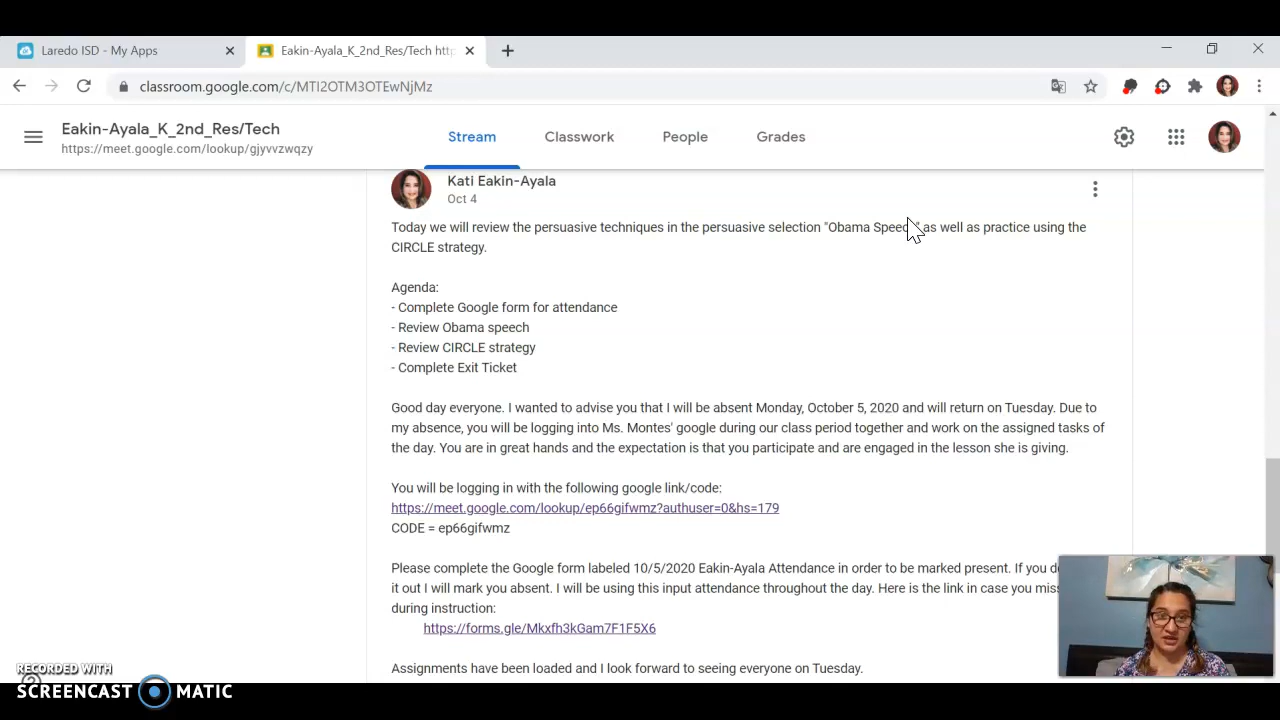 Laredo ISD - My Apps
Eakin-Ayala_K_2nd_Res/Tech
classroom.google.com/c/MTI2OTM3OTEwNjMz
Eakin-Ayala_K_2nd_Res/Tech
https://meet.google.com/lookup/gjyvvzwqzy
Stream Classwork People Grades
Kati Eakin-Ayala
Oct 4
Today we will review the persuasive techniques in the persuasive selection "Obama Speech" as well as practice using the
CIRCLE strategy.
Agenda:
- Complete Google form for attendance
- Review Obama speech
- Review CIRCLE strategy
- Complete Exit Ticket
Good day everyone. I wanted to advise you that I will be absent Monday, October 5, 2020 and will return on Tuesday. Due to
my absence, you will be logging into Ms. Montes' google during our class period together and work on the assigned tasks of
the day. You are in great hands and the expectation is that you participate and are engaged in the lesson she is giving.
You will be logging in with the following google link/code:
https://meet.google.com/lookup/ep66gifwmz?authuser=0&hs=179
CODE = ep66gifwmz
Please complete the Google form labeled 10/5/2020 Eakin-Ayala Attendance in order to be marked present. If you
it out I will mark you absent. I will be using this input attendance throughout the day. Here is the link in case you
during instruction:
https://forms.gle/Mkxfh3kGam7F1F5X6
Assignments have been loaded and I look forward to seeing everyone on Tuesday.
RECORDED WITH
SCREENCAST MATIC